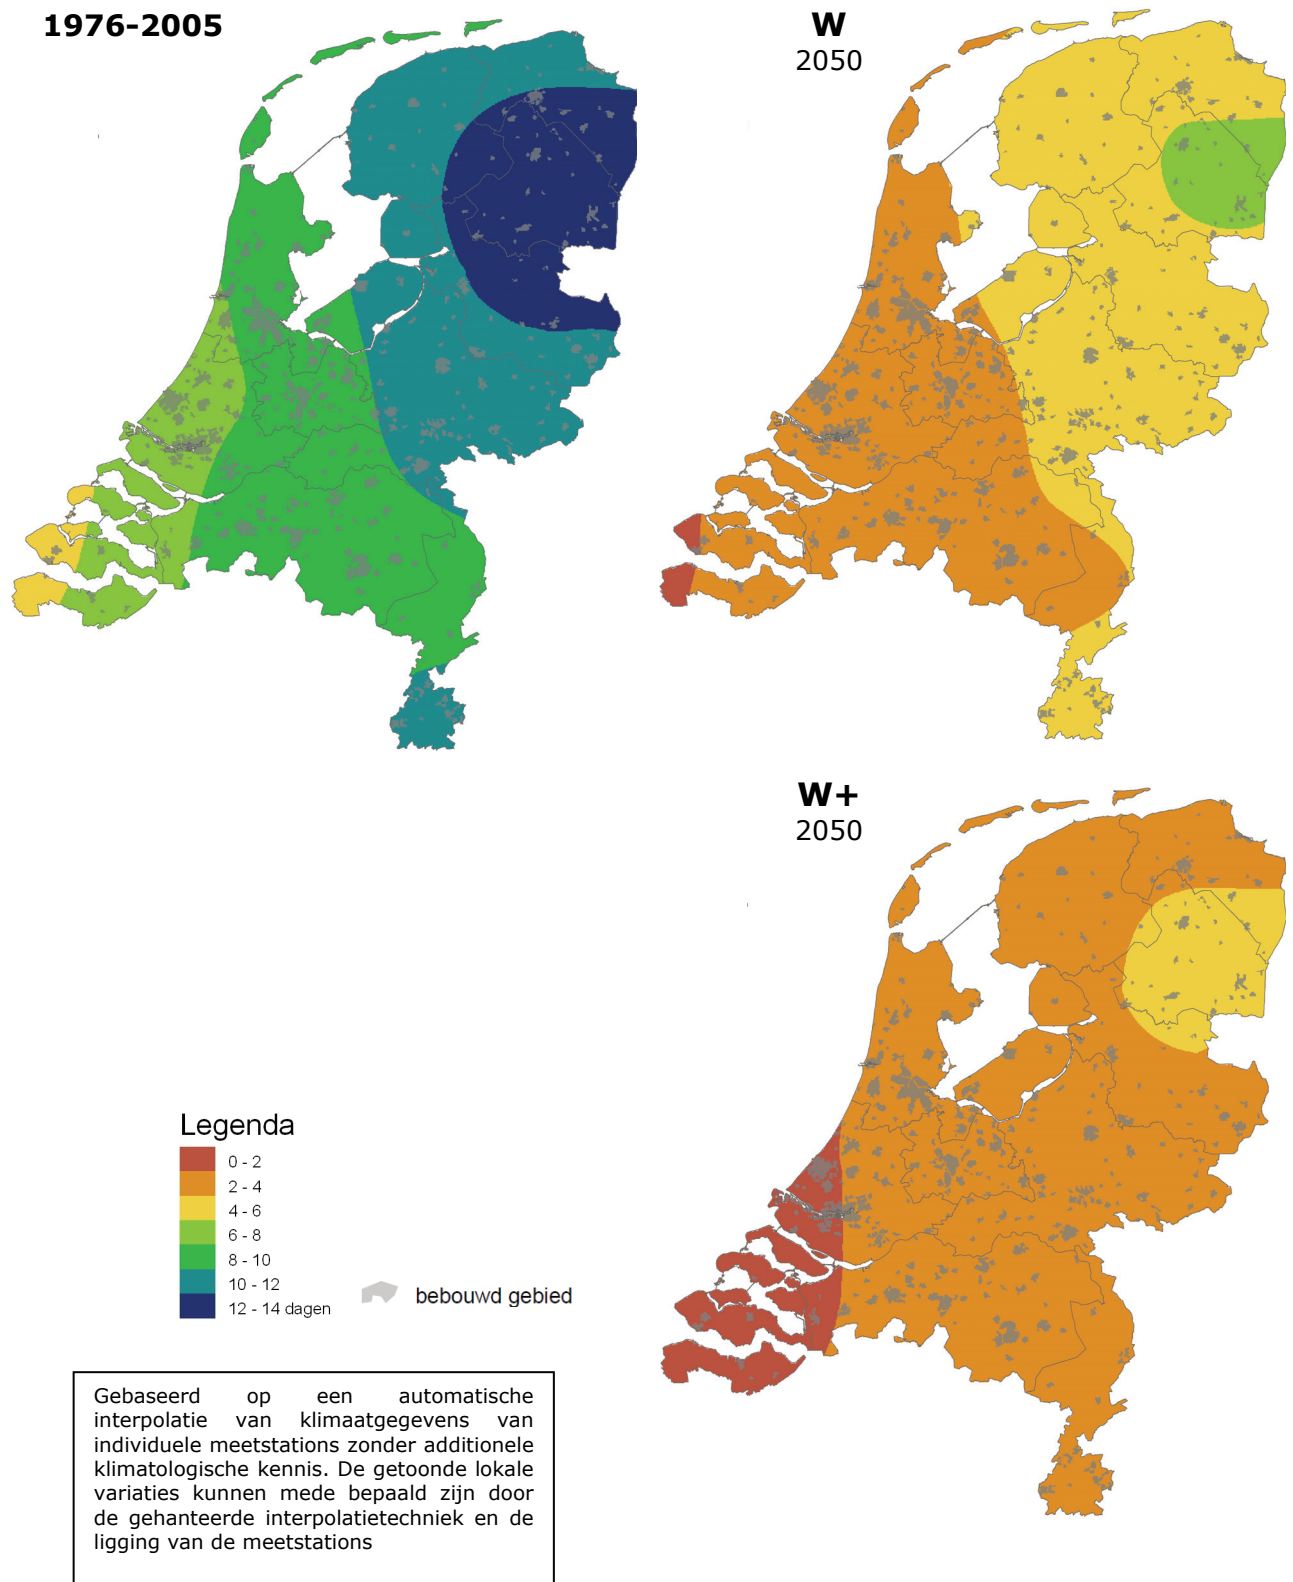 1976-2005
W
2050
W+
2050
Legenda
0 - 2
2 - 4
4 - 6
6 - 8
8 - 10
10 - 12
12 - 14 dagen
bebouwd gebied
Gebaseerd op een automatische
interpolatie van klimaatgegevens van
individuele meetstations zonder additionele
klimatologische kennis. De getoonde lokale
variaties kunnen mede bepaald zijn door
de gehanteerde interpolatietechniek en de
ligging van de meetstations